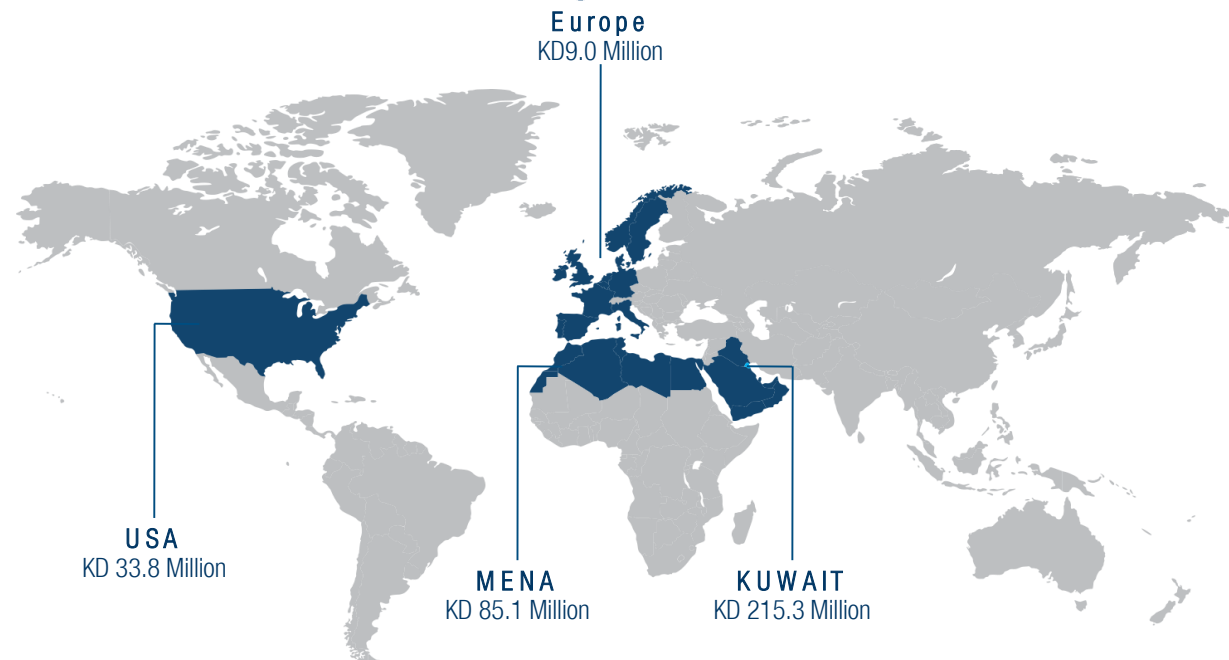 Europe
KD9.0 Million
USA
KD 33.8 Million
MENA
KD 85.1 Million
KUWAIT
KD 215.3 Million